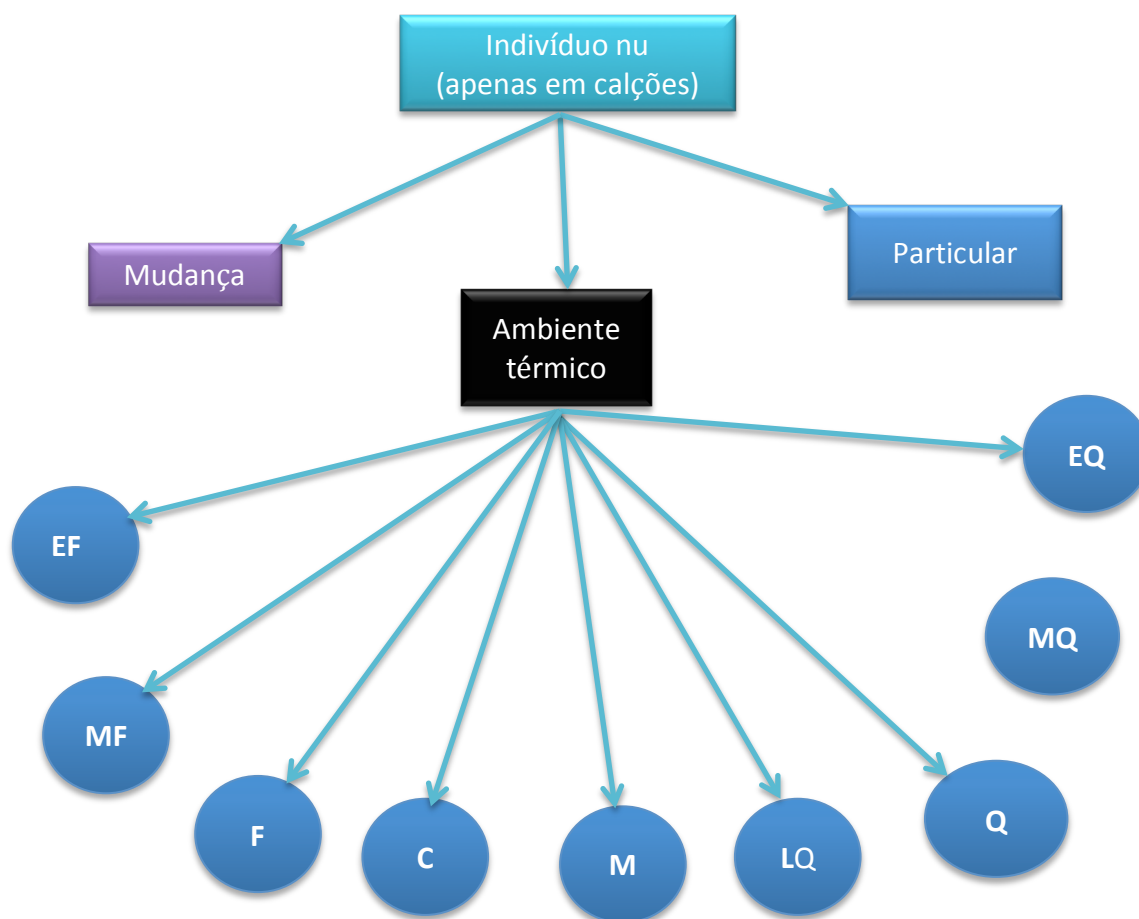 Indivíduo nu
(apenas em calções)
Mudança
Particular
Ambiente
térmico
EQ
EF
MQ
MF
F
C
M
LQ
Q